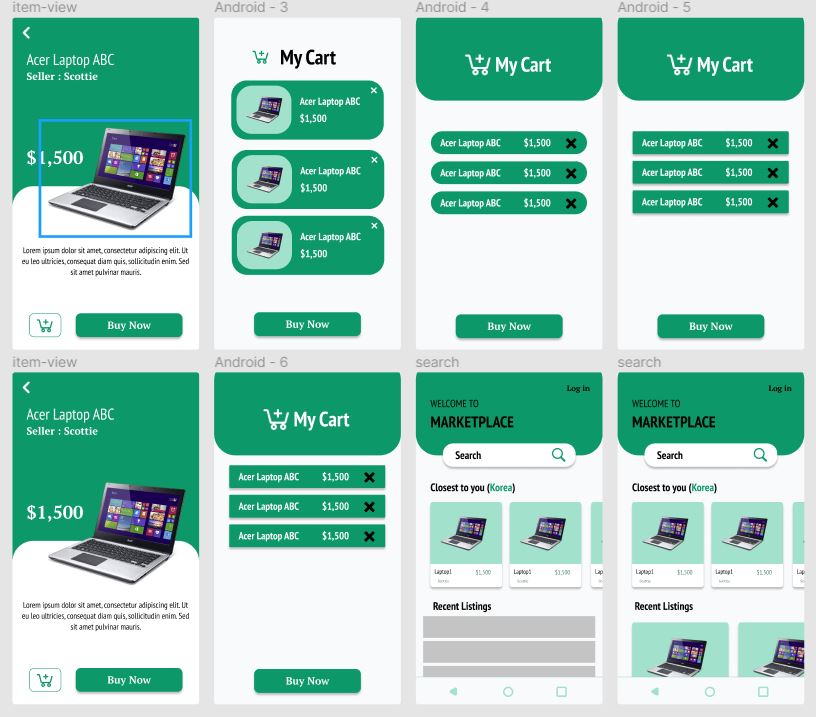 item-view
Acer Laptop ABC
Seller : Scottie
$1,500
Lorem ipsum dolor sit amet, consectetur adipiscing elit. Ut
eu leo ultricies, consequat diam quis, sollicitudin enim. Sed
sit amet pulvinar mauris.
Buy Now
Android - 3
My Cart
Acer Laptop ABC
$1,500
Acer Laptop ABC
$1,500
Acer Laptop ABC
$1,500
Buy Now
Android - 4
My Cart
Acer Laptop ABC $1,500
Acer Laptop ABC $1,500
Acer Laptop ABC $1,500
Buy Now
Android - 5
My Cart
Acer Laptop ABC $1,500
Acer Laptop ABC $1,500
Acer Laptop ABC $1,500
Buy Now
item-view
Acer Laptop ABC
Seller : Scottie
$1,500
Lorem ipsum dolor sit amet, consectetur adipiscing elit. Ut
eu leo ultricies, consequat diam quis, sollicitudin enim. Sed
sit amet pulvinar mauris.
Buy Now
Android - 6
My Cart
Acer Laptop ABC $1,500
Acer Laptop ABC $1,500
Acer Laptop ABC $1,500
Buy Now
search
Log in
WELCOME TO
MARKETPLACE
Search
Closest to you (Korea)
Laptop1 $1,500
Scottie
Laptop1 $1,500
Scottie
Recent Listings
search
Log in
WELCOME TO
MARKETPLACE
Search
Closest to you (Korea)
Laptop1 $1,500
Scottie
Laptop1 $1,500
Scottie
Recent Listings